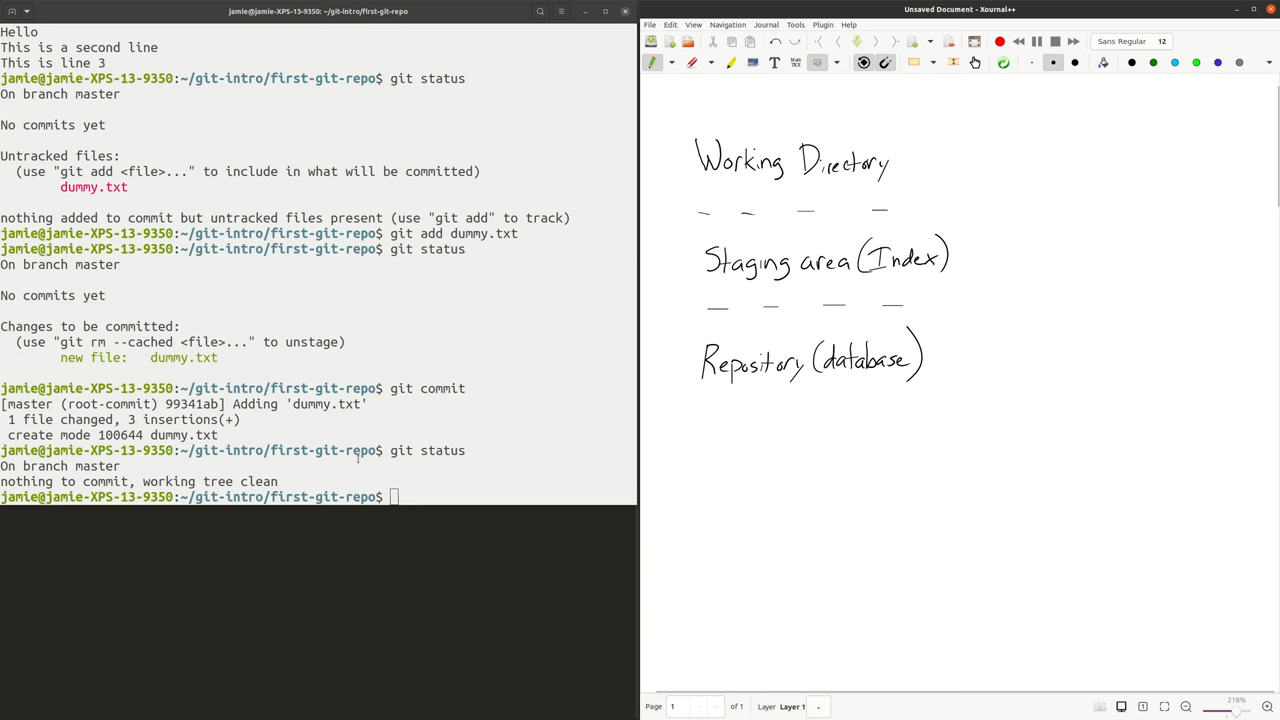 jamie@jamie-XPS-13-9350: ~/git-intro/first-git-repo
Hello
This is a second line
This is line 3
jamie@jamie-XPS-13-9350:~/git-intro/first-git-repo$ git status
On branch master
No commits yet
Untracked files:
(use "git add <file>..." to include in what will be committed)
dummy.txt
nothing added to commit but untracked files present (use "git add" to track)
jamie@jamie-XPS-13-9350:~/git-intro/first-git-repo$ git add dummy.txt
jamie@jamie-XPS-13-9350:~/git-intro/first-git-repo$ git status
On branch master
No commits yet
Changes to be committed:
(use "git rm --cached <file>..." to unstage)
new file:   dummy.txt
jamie@jamie-XPS-13-9350:~/git-intro/first-git-repo$ git commit
[master (root-commit) 99341ab] Adding 'dummy.txt'
1 file changed, 3 insertions(+)
create mode 100644 dummy.txt
jamie@jamie-XPS-13-9350:~/git-intro/first-git-repo$ git status
On branch master
nothing to commit, working tree clean
jamie@jamie-XPS-13-9350:~/git-intro/first-git-repo$
Unsaved Document - Xournal++
File Edit View Navigation Journal Tools Plugin Help
Sans Regular 12
Working Directory
Staging area (Index)
Repository (database)
Page 1 of 1 Layer Layer 1
218%